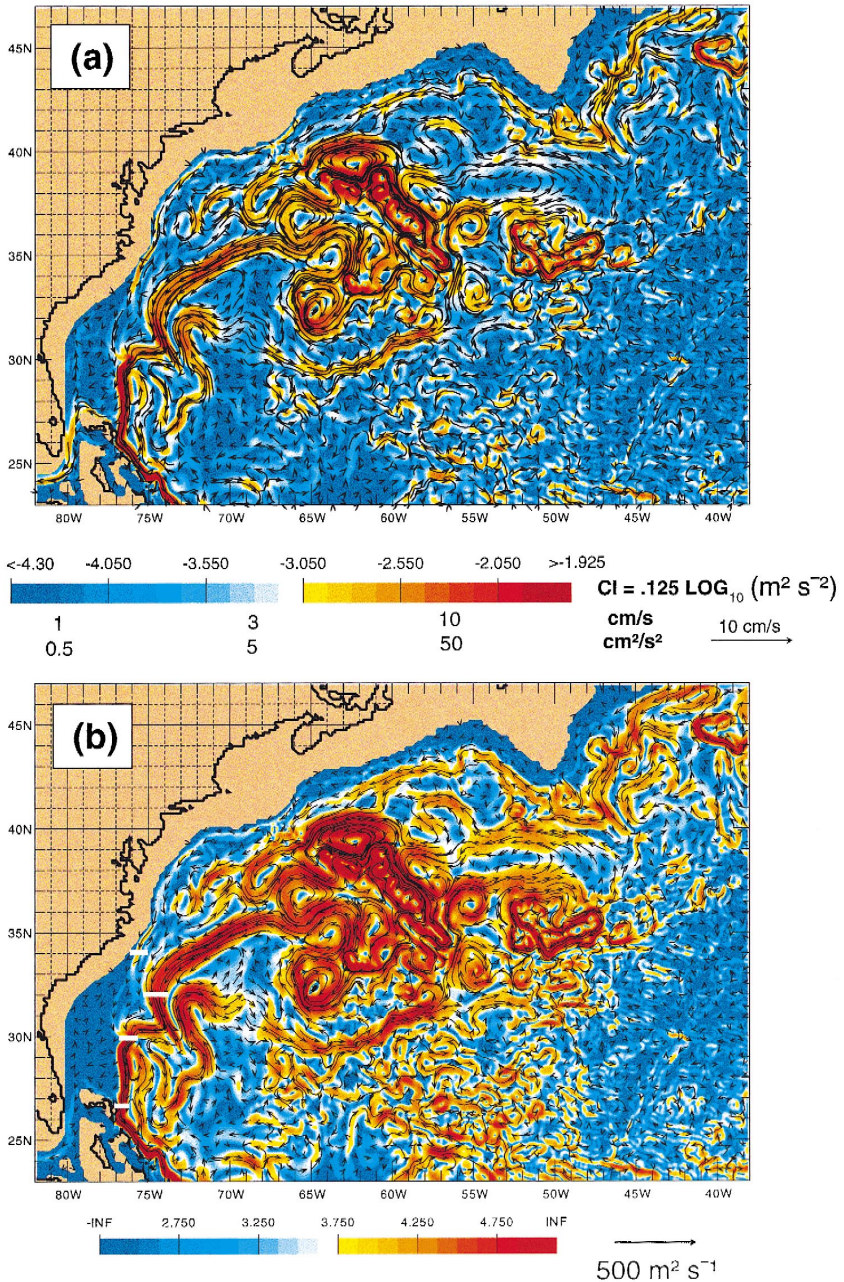 (a)
45N
40N
35N
30N
25N
80W 75W 70W 65W 60W 55W 50W 45W 40W
<-4.30 -4.050 -3.550 -3.050 -2.550 -2.050 >-1.925
CI = .125 LOG10 (m² s⁻²)
1 3 10 cm/s
0.5 5 50 cm²/s²
10 cm/s
(b)
45N
40N
35N
30N
25N
80W 75W 70W 65W 60W 55W 50W 45W 40W
-INF 2.750 3.250 3.750 4.250 4.750 INF
500 m² s⁻¹